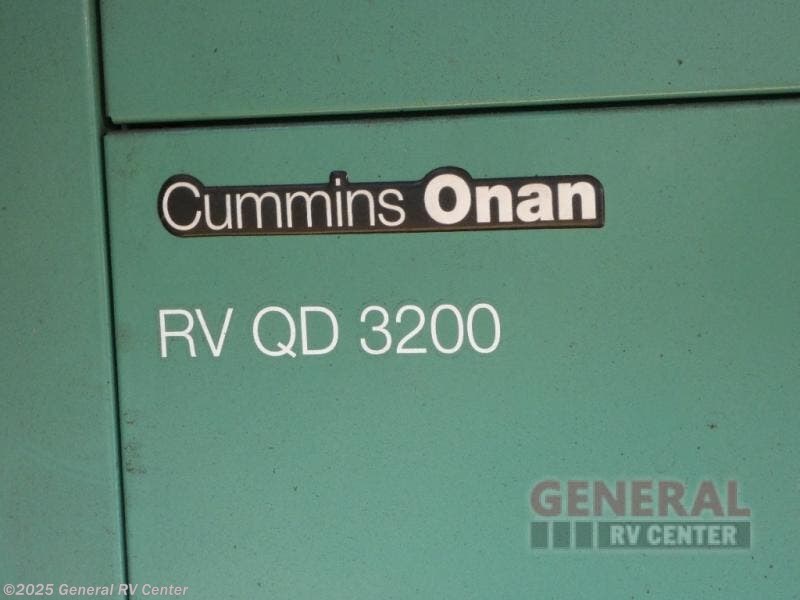 Cummins Onan
RV QD 3200
GENERAL
RV CENTER
©2025 General RV Center